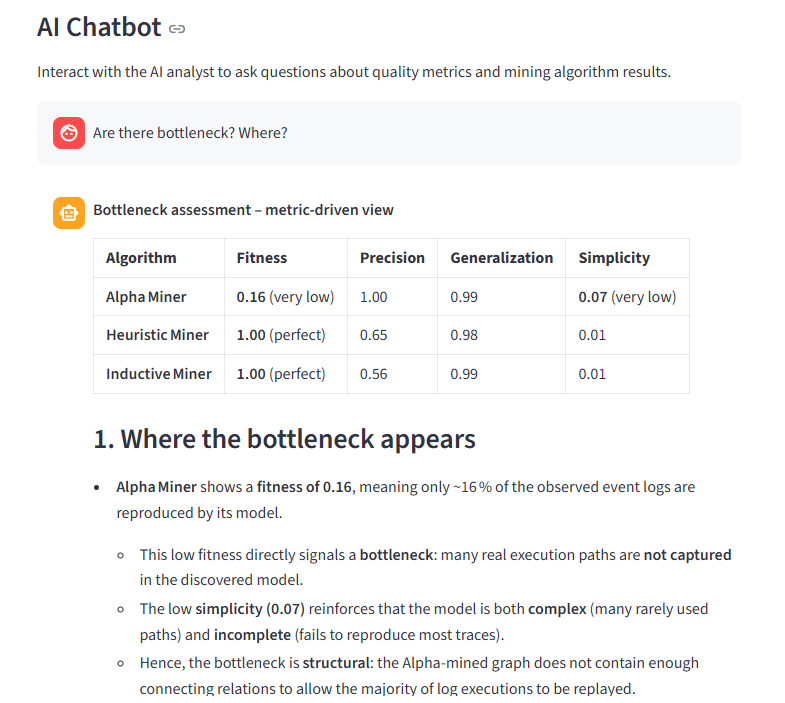 AI Chatbot
Interact with the AI analyst to ask questions about quality metrics and mining algorithm results.
Are there bottleneck? Where?
Bottleneck assessment – metric-driven view
Algorithm Fitness Precision Generalization Simplicity
Alpha Miner 0.16 (very low) 1.00 0.99 0.07 (very low)
Heuristic Miner 1.00 (perfect) 0.65 0.98 0.01
Inductive Miner 1.00 (perfect) 0.56 0.99 0.01
1. Where the bottleneck appears
• Alpha Miner shows a fitness of 0.16, meaning only ~16 % of the observed event logs are
reproduced by its model.
◦ This low fitness directly signals a bottleneck: many real execution paths are not captured
in the discovered model.
◦ The low simplicity (0.07) reinforces that the model is both complex (many rarely used
paths) and incomplete (fails to reproduce most traces).
◦ Hence, the bottleneck is structural: the Alpha-mined graph does not contain enough
connecting relations to allow the majority of log executions to be replayed.